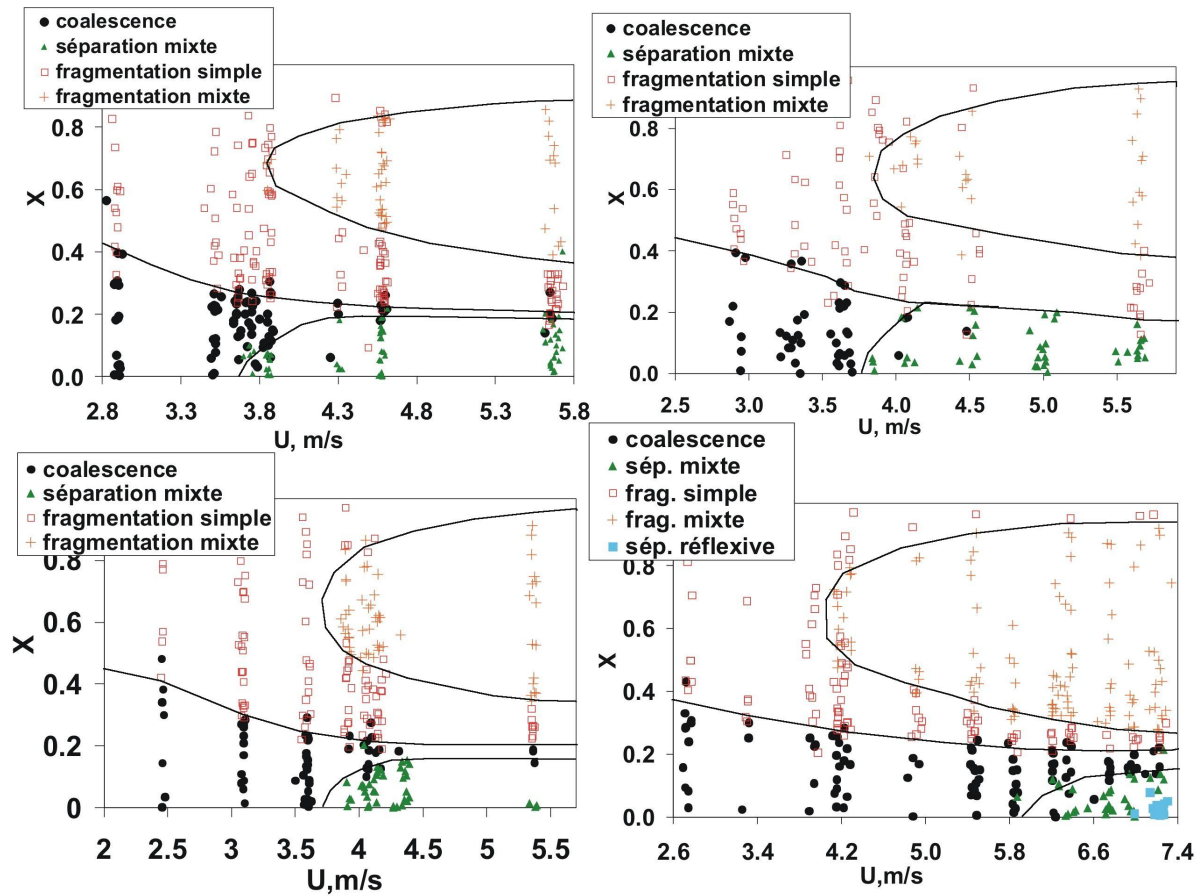 coalescence
séparation mixte
fragmentation simple
fragmentation mixte
X
0.8
0.6
0.4
0.2
0.0
2.8 3.3 3.8 4.3 4.8 5.3 5.8
U, m/s
coalescence
séparation mixte
fragmentation simple
fragmentation mixte
X
0.8
0.6
0.4
0.2
0.0
2.5 3.0 3.5 4.0 4.5 5.0 5.5
U, m/s
coalescence
séparation mixte
fragmentation simple
fragmentation mixte
X
0.8
0.6
0.4
0.2
0
2 2.5 3 3.5 4 4.5 5 5.5
U,m/s
coalescence
sép. mixte
frag. simple
frag. mixte
sép. réflexive
X
0.8
0.6
0.4
0.2
0.0
2.6 3.4 4.2 5.0 5.8 6.6 7.4
U,m/s